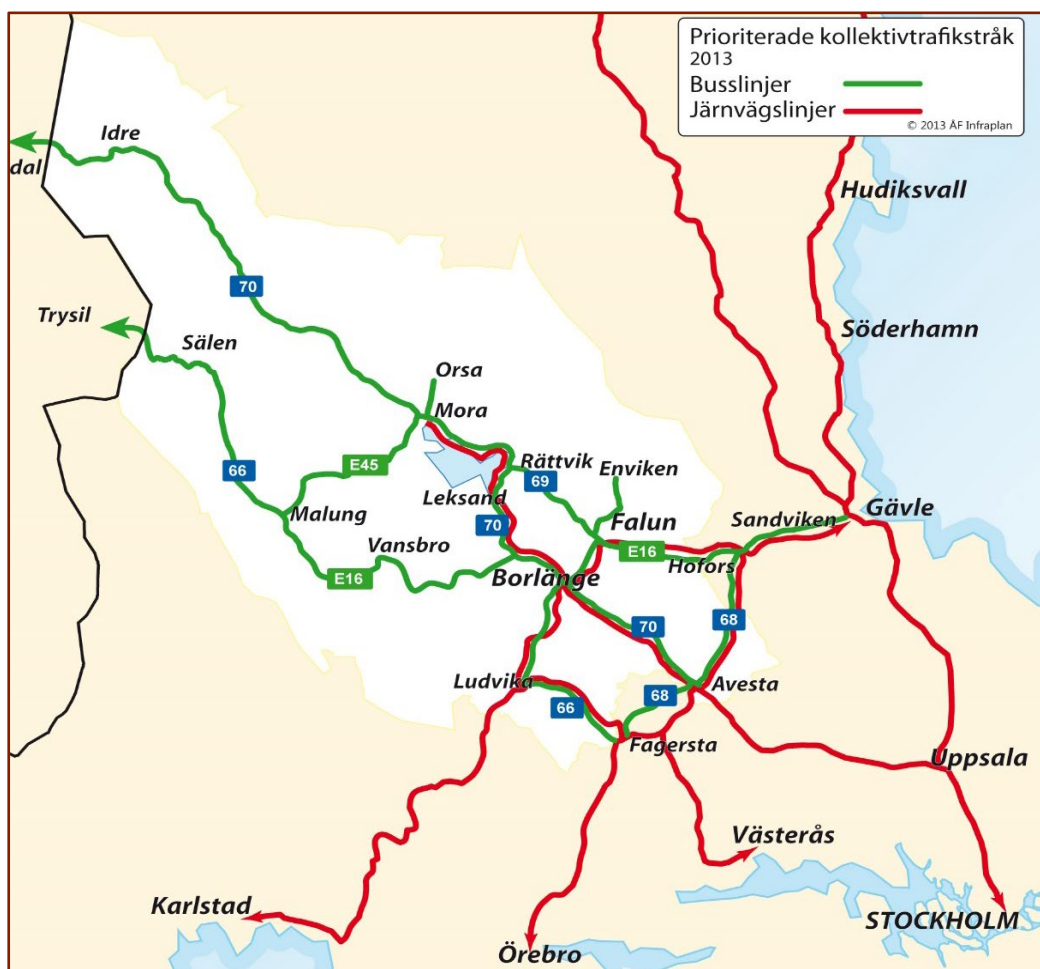 Prioriterade kollektivtrafikstråk
2013
Busslinjer
Järnvägslinjer
© 2013 ÅF Infraplan
Idre
dal
Hudiksvall
70
Trysil
Sälen
Söderhamn
Orsa
Mora
66
E45
Rättvik
Enviken
69
Leksand
Malung
70
Falun
Sandviken
Gävle
Vansbro
E16
Hofors
E16
Borlänge
70
68
Ludvika
66
68
Avesta
Fagersta
Uppsala
Västerås
Karlstad
Örebro
STOCKHOLM